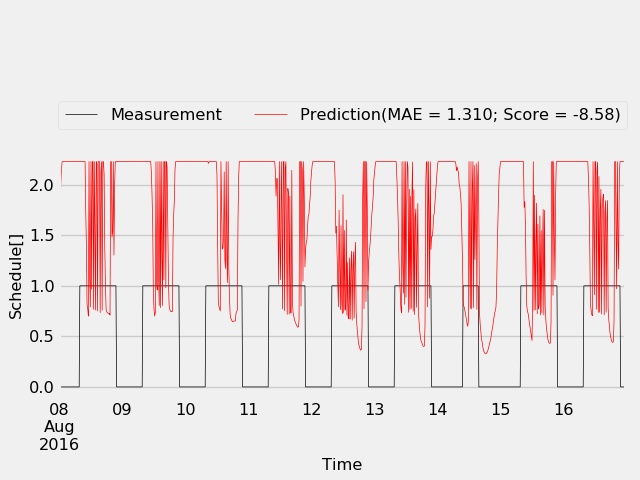 Measurement
Prediction(MAE = 1.310; Score = -8.58)
2.0
1.5
1.0
0.5
0.0
Schedule[]
08 09 10 11 12 13 14 15 16
Aug
2016
Time